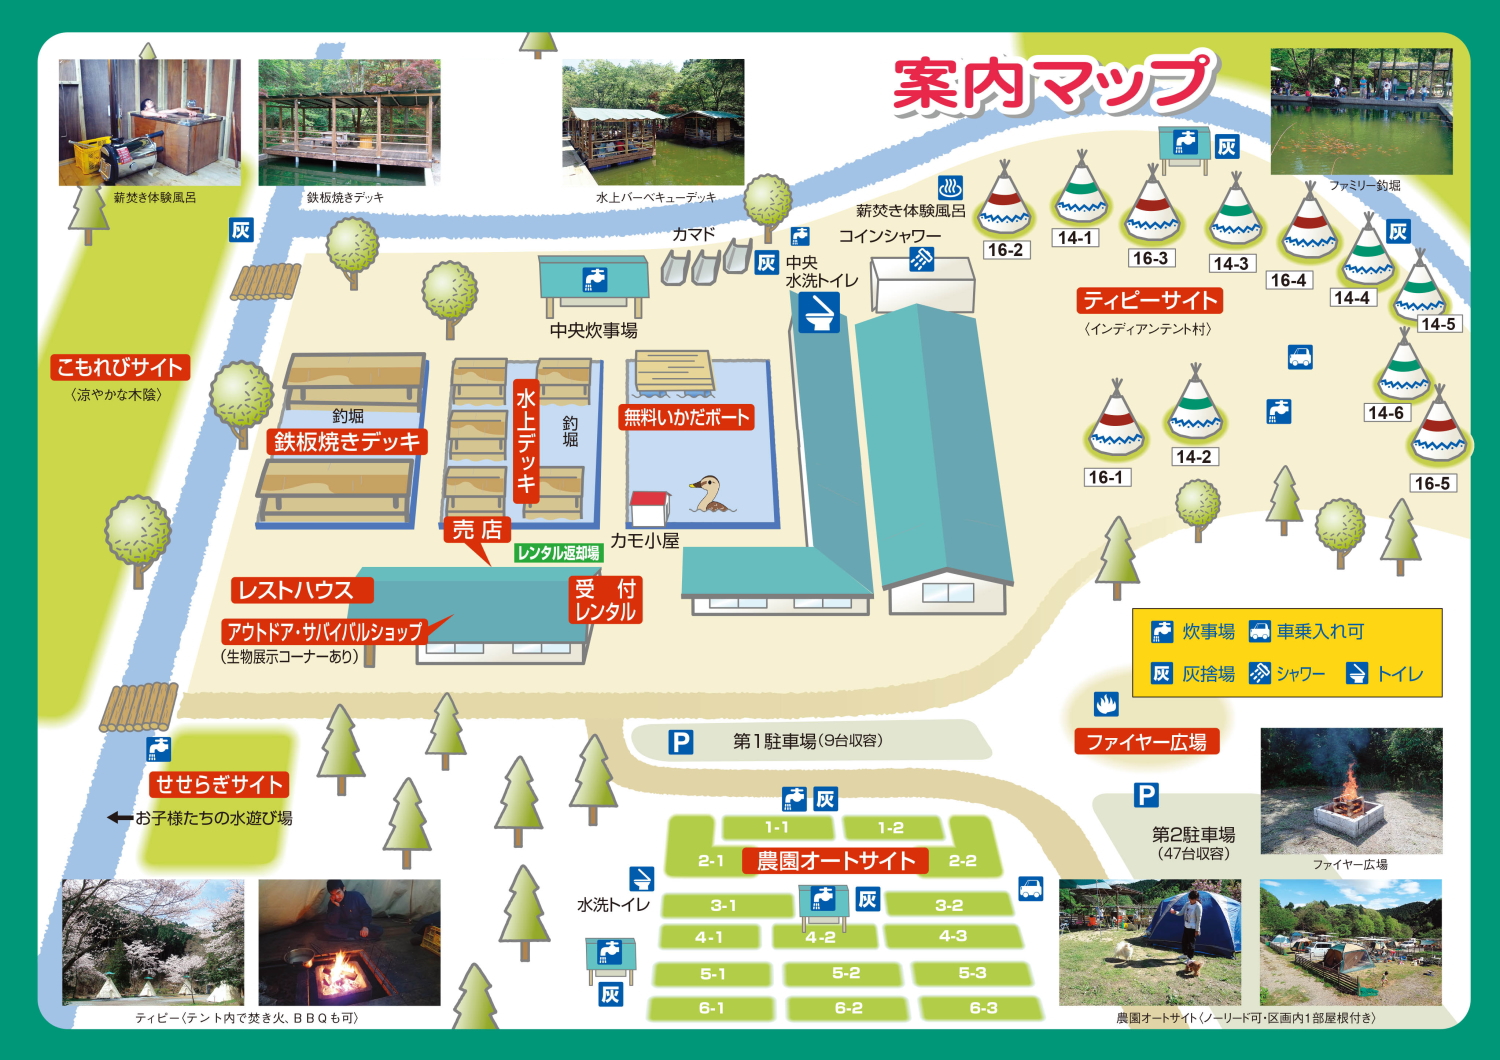 案内マップ
薪焚き体験風呂
鉄板焼きデッキ
水上バーベキューデッキ
ファミリー釣堀
灰
灰
灰
薪焚き体験風呂
コインシャワー
カマド
灰
中央
水洗トイレ
中央炊事場
16-2
14-1
16-3
14-3
16-4
14-4
14-5
14-6
16-5
16-1
14-2
ティピーサイト
〈インディアンテント村〉
こもれびサイト
〈涼やかな木陰〉
釣堀
鉄板焼きデッキ
水上デッキ
釣堀
無料いかだボート
カモ小屋
売店
レンタル返却場
受付
レンタル
レストハウス
アウトドア・サバイバルショップ
(生物展示コーナーあり)
炊事場
車乗入れ可
灰
灰捨場
シャワー
トイレ
ファイヤー広場
P
第1駐車場(9台収容)
P
第2駐車場
(47台収容)
ファイヤー広場
せせらぎサイト
お子様たちの水遊び場
灰
1-1
1-2
2-1
農園オートサイト
2-2
水洗トイレ
3-1
灰
3-2
4-1
4-2
4-3
5-1
5-2
5-3
灰
6-1
6-2
6-3
ティピー〈テント内で焚き火、BBQも可〉
農園オートサイト〈ノーリード可・区画内1部屋根付き〉